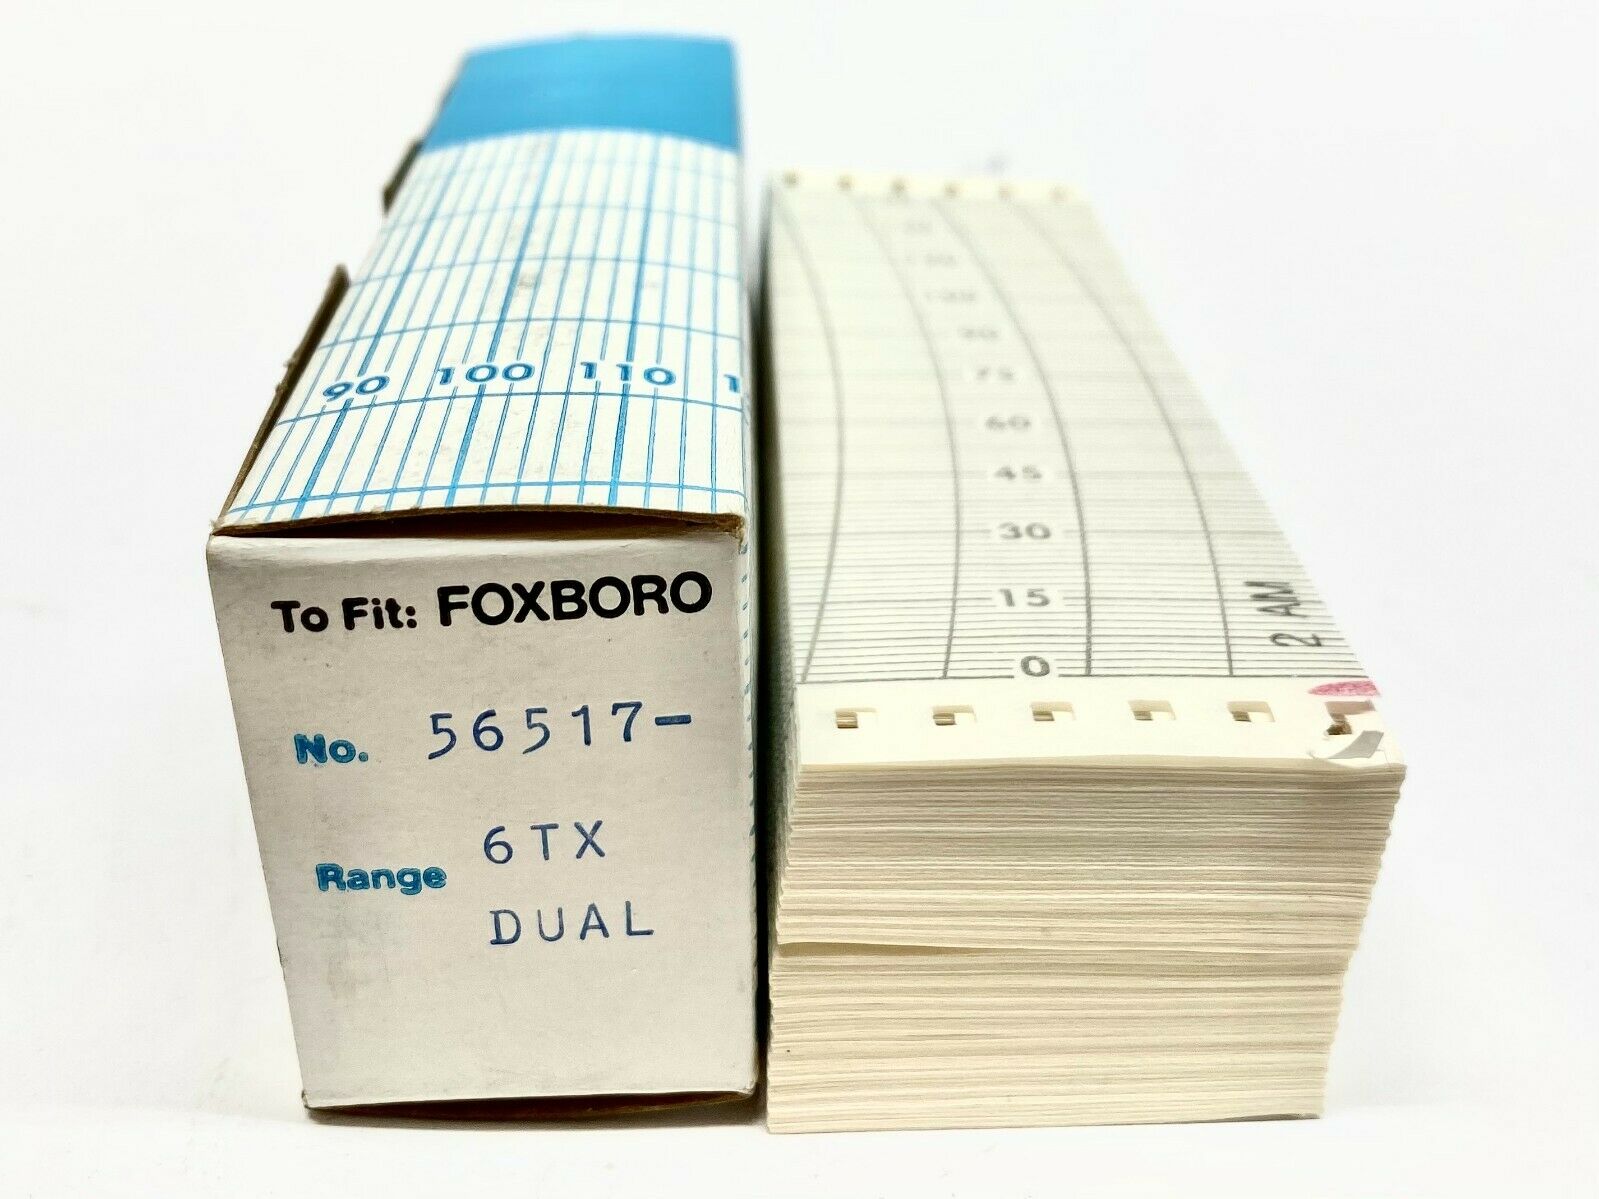 90 100 110
To Fit: FOXBORO
No. 56517-
Range 6TX
DUAL
75
60
45
30
15
0
2 AM